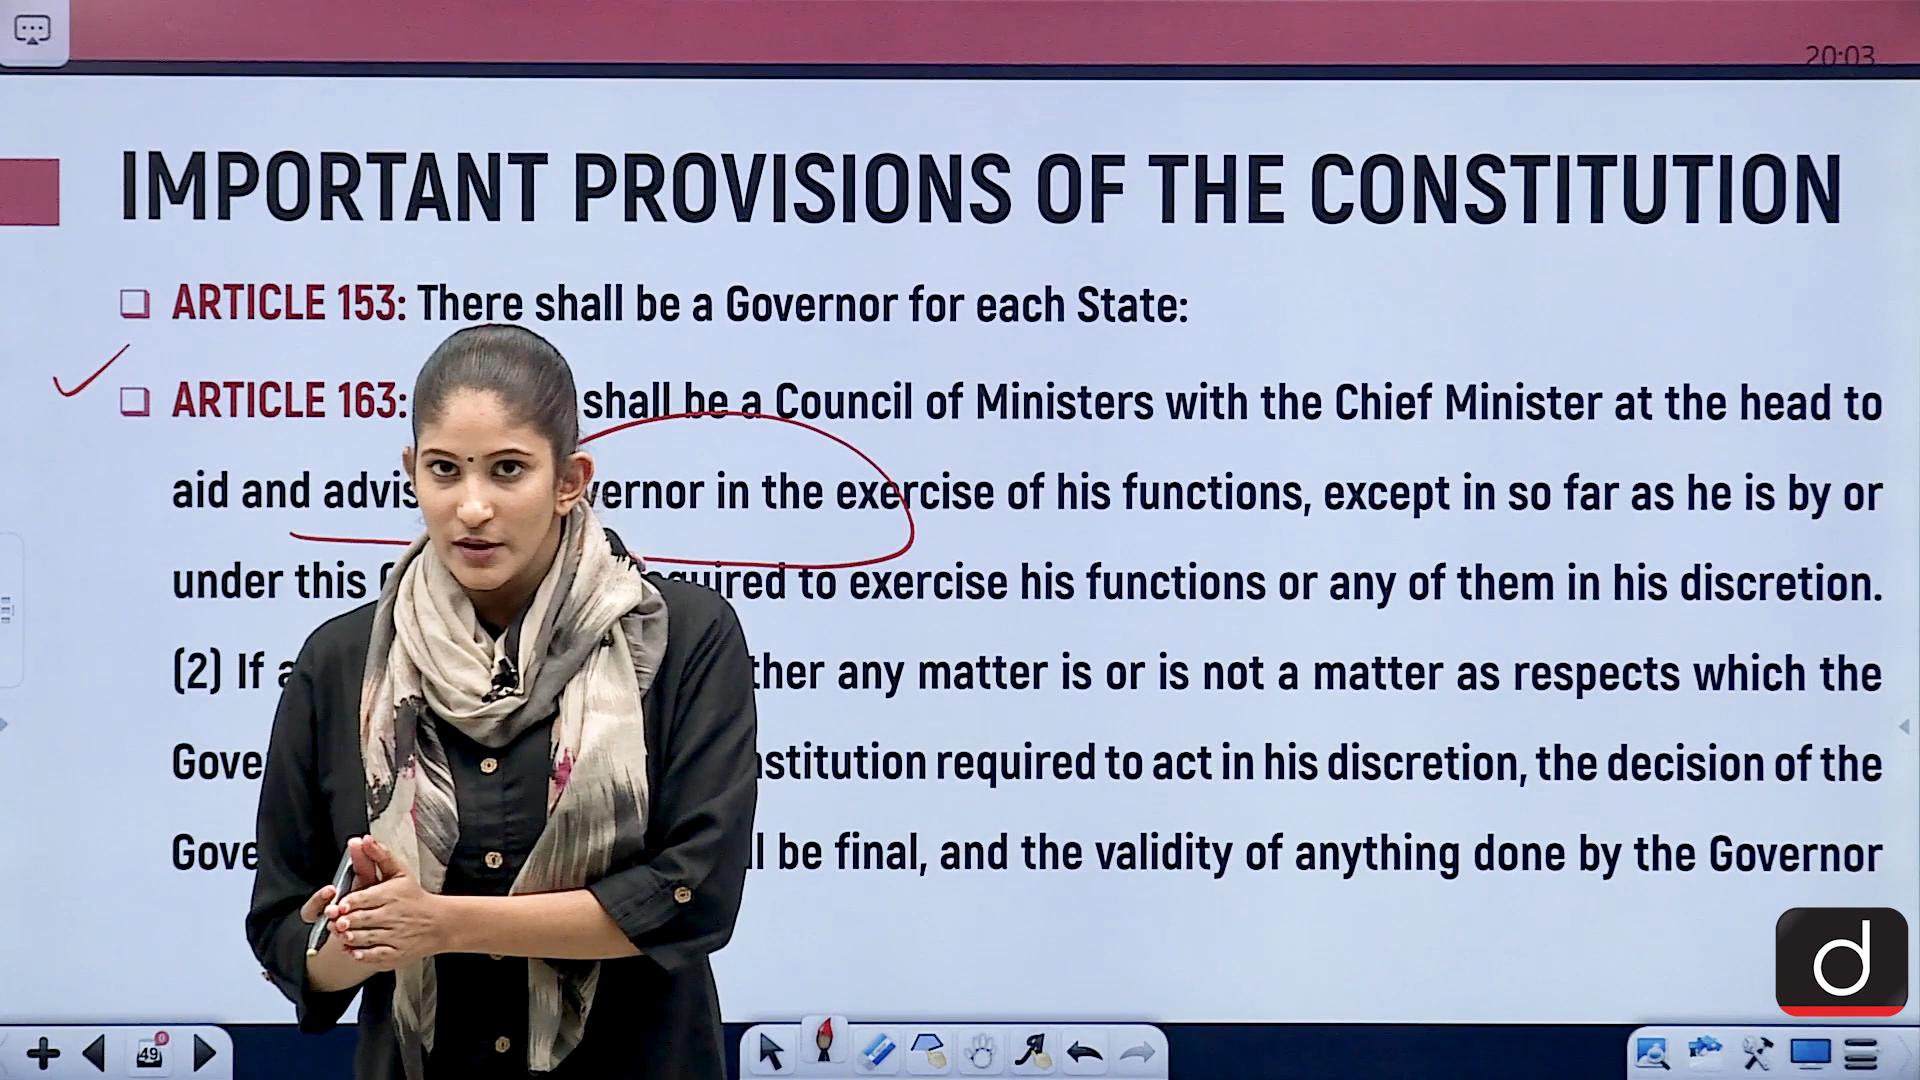 20:03
IMPORTANT PROVISIONS OF THE CONSTITUTION
ARTICLE 153: There shall be a Governor for each State:
ARTICLE 163: shall be a Council of Ministers with the Chief Minister at the head to
aid and advis vernor in the exercise of his functions, except in so far as he is by or
under this quired to exercise his functions or any of them in his discretion.
(2) If a ther any matter is or is not a matter as respects which the
Gove nstitution required to act in his discretion, the decision of the
Gove ll be final, and the validity of anything done by the Governor
d
49
0